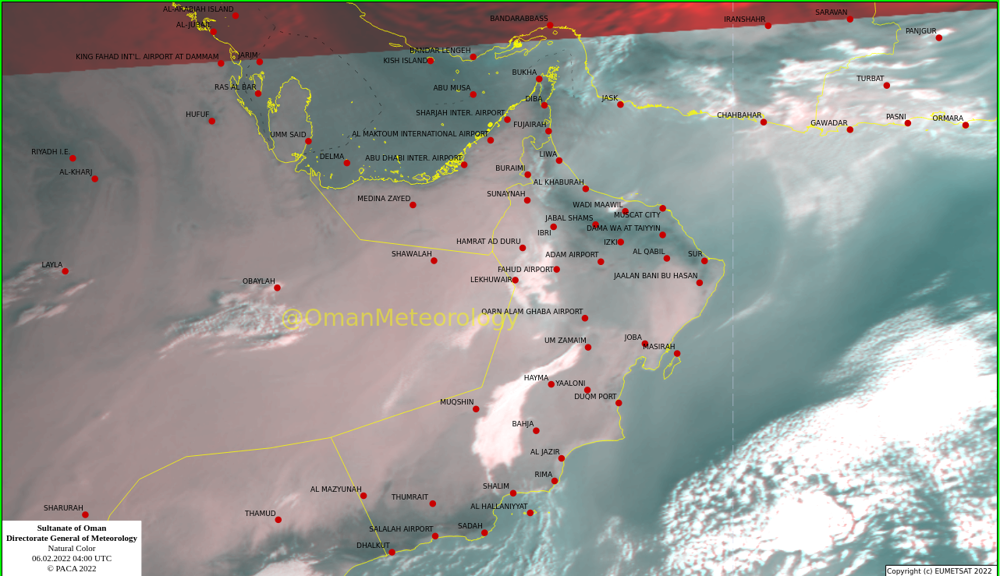 AL-ARABIAH ISLAND
SARAVAN
BANDARABBASS
IRANSHAHR
AL-JUBAIL
PANJGUR
BANDAR LENGEH
KING FAHAD INT'L. AIRPORT AT DAMMAM
JARIM
KISH ISLAND
BUKHA
TURBAT
RAS AL BAR
ABU MUSA
DIBA
JASK
HUFUF
SHARJAH INTER. AIRPORT
CHAHBAHAR
PASNI
ORMARA
GAWADAR
FUJAIRAH
UMM SAID
AL MAKTOUM INTERNATIONAL AIRPORT
RIYADH I.E.
DELMA
ABU DHABI INTER. AIRPORT
LIWA
AL-KHARJ
BURAIMI
AL KHABURAH
SUNAYNAH
MEDINA ZAYED
WADI MAAWIL
MUSCAT CITY
JABAL SHAMS
DAMA WA AT TAIYYIN
IBRI
HAMRAT AD DURU
IZKI
SHAWALAH
ADAM AIRPORT
AL QABIL
SUR
LAYLA
FAHUD AIRPORT
JAALAN BANI BU HASAN
LEKHUWAIR
OBAYLAH
QARN ALAM GHABA AIRPORT
@OmanMeteorology
UM ZAMAIM
JOBA
MASIRAH
HAYMA
YAALONI
DUQM PORT
MUQSHIN
BAHJA
AL JAZIR
RIMA
AL MAZYUNAH
SHALIM
THUMRAIT
SHARURAH
THAMUD
AL HALLANIYYAT
SALALAH AIRPORT
SADAH
DHALKUT
Sultanate of Oman
Directorate General of Meteorology
Natural Color
06.02.2022 04:00 UTC
© PACA 2022
Copyright (c) EUMETSAT 2022